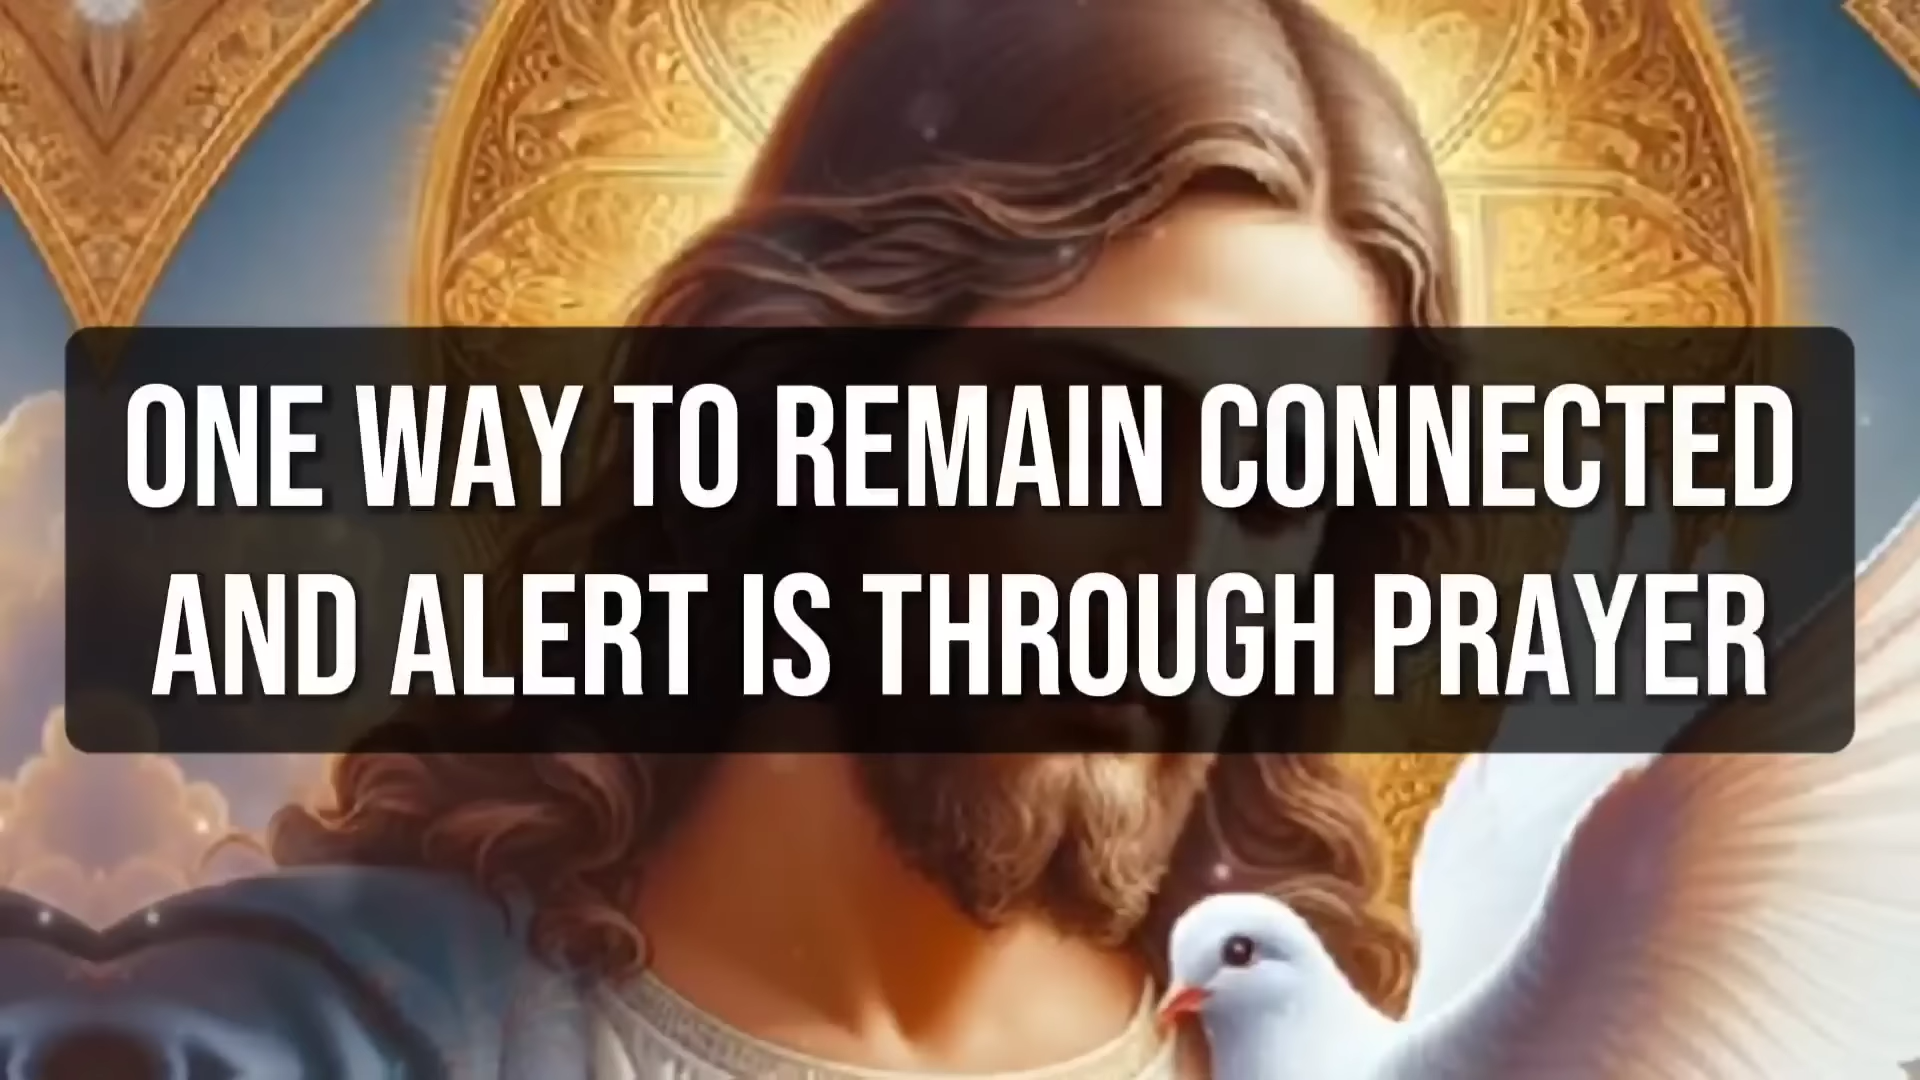 ONE WAY TO REMAIN CONNECTED
AND ALERT IS THROUGH PRAYER